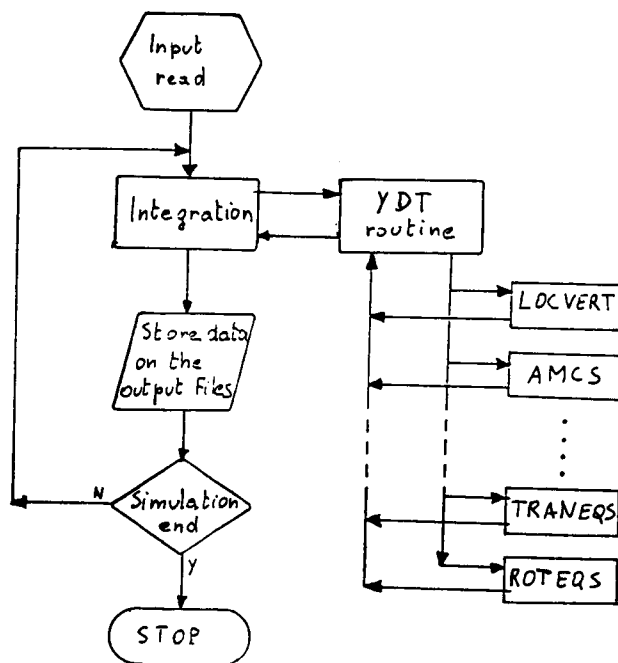 Input
read
Integration
YDT
routine
LOCVERT
AMCS
Store data
on the
output Files
TRANEQS
N
Simulation
end
Y
ROTEQS
STOP